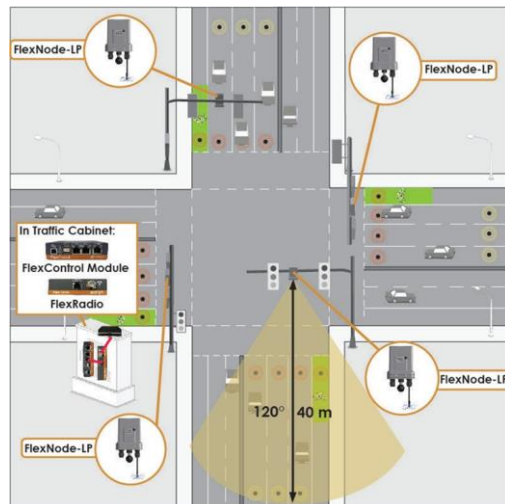 FlexNode-LP
FlexNode-LP
In Traffic Cabinet:
FlexControl Module
FlexRadio
120°
40 m
FlexNode-LP
FlexNode-LP